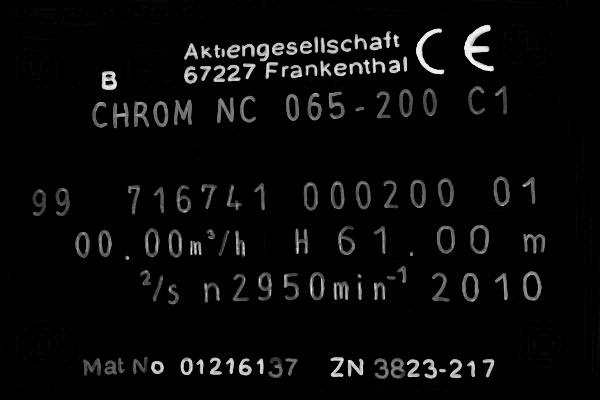 Aktiengesellschaft CE
B 67227 Frankenthal
CHROM NC 065-200 C1
99 716741 000200 01
00.00m³/h H 61.00 m
²/s n2950min⁻¹ 2010
Mat No 01216137 ZN 3823-217